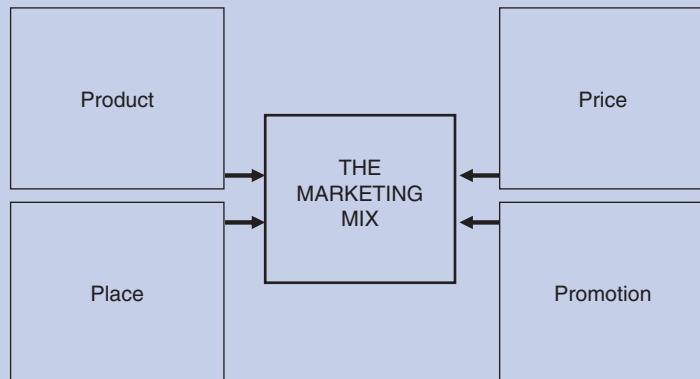 Product
Price
THE
MARKETING
MIX
Place
Promotion